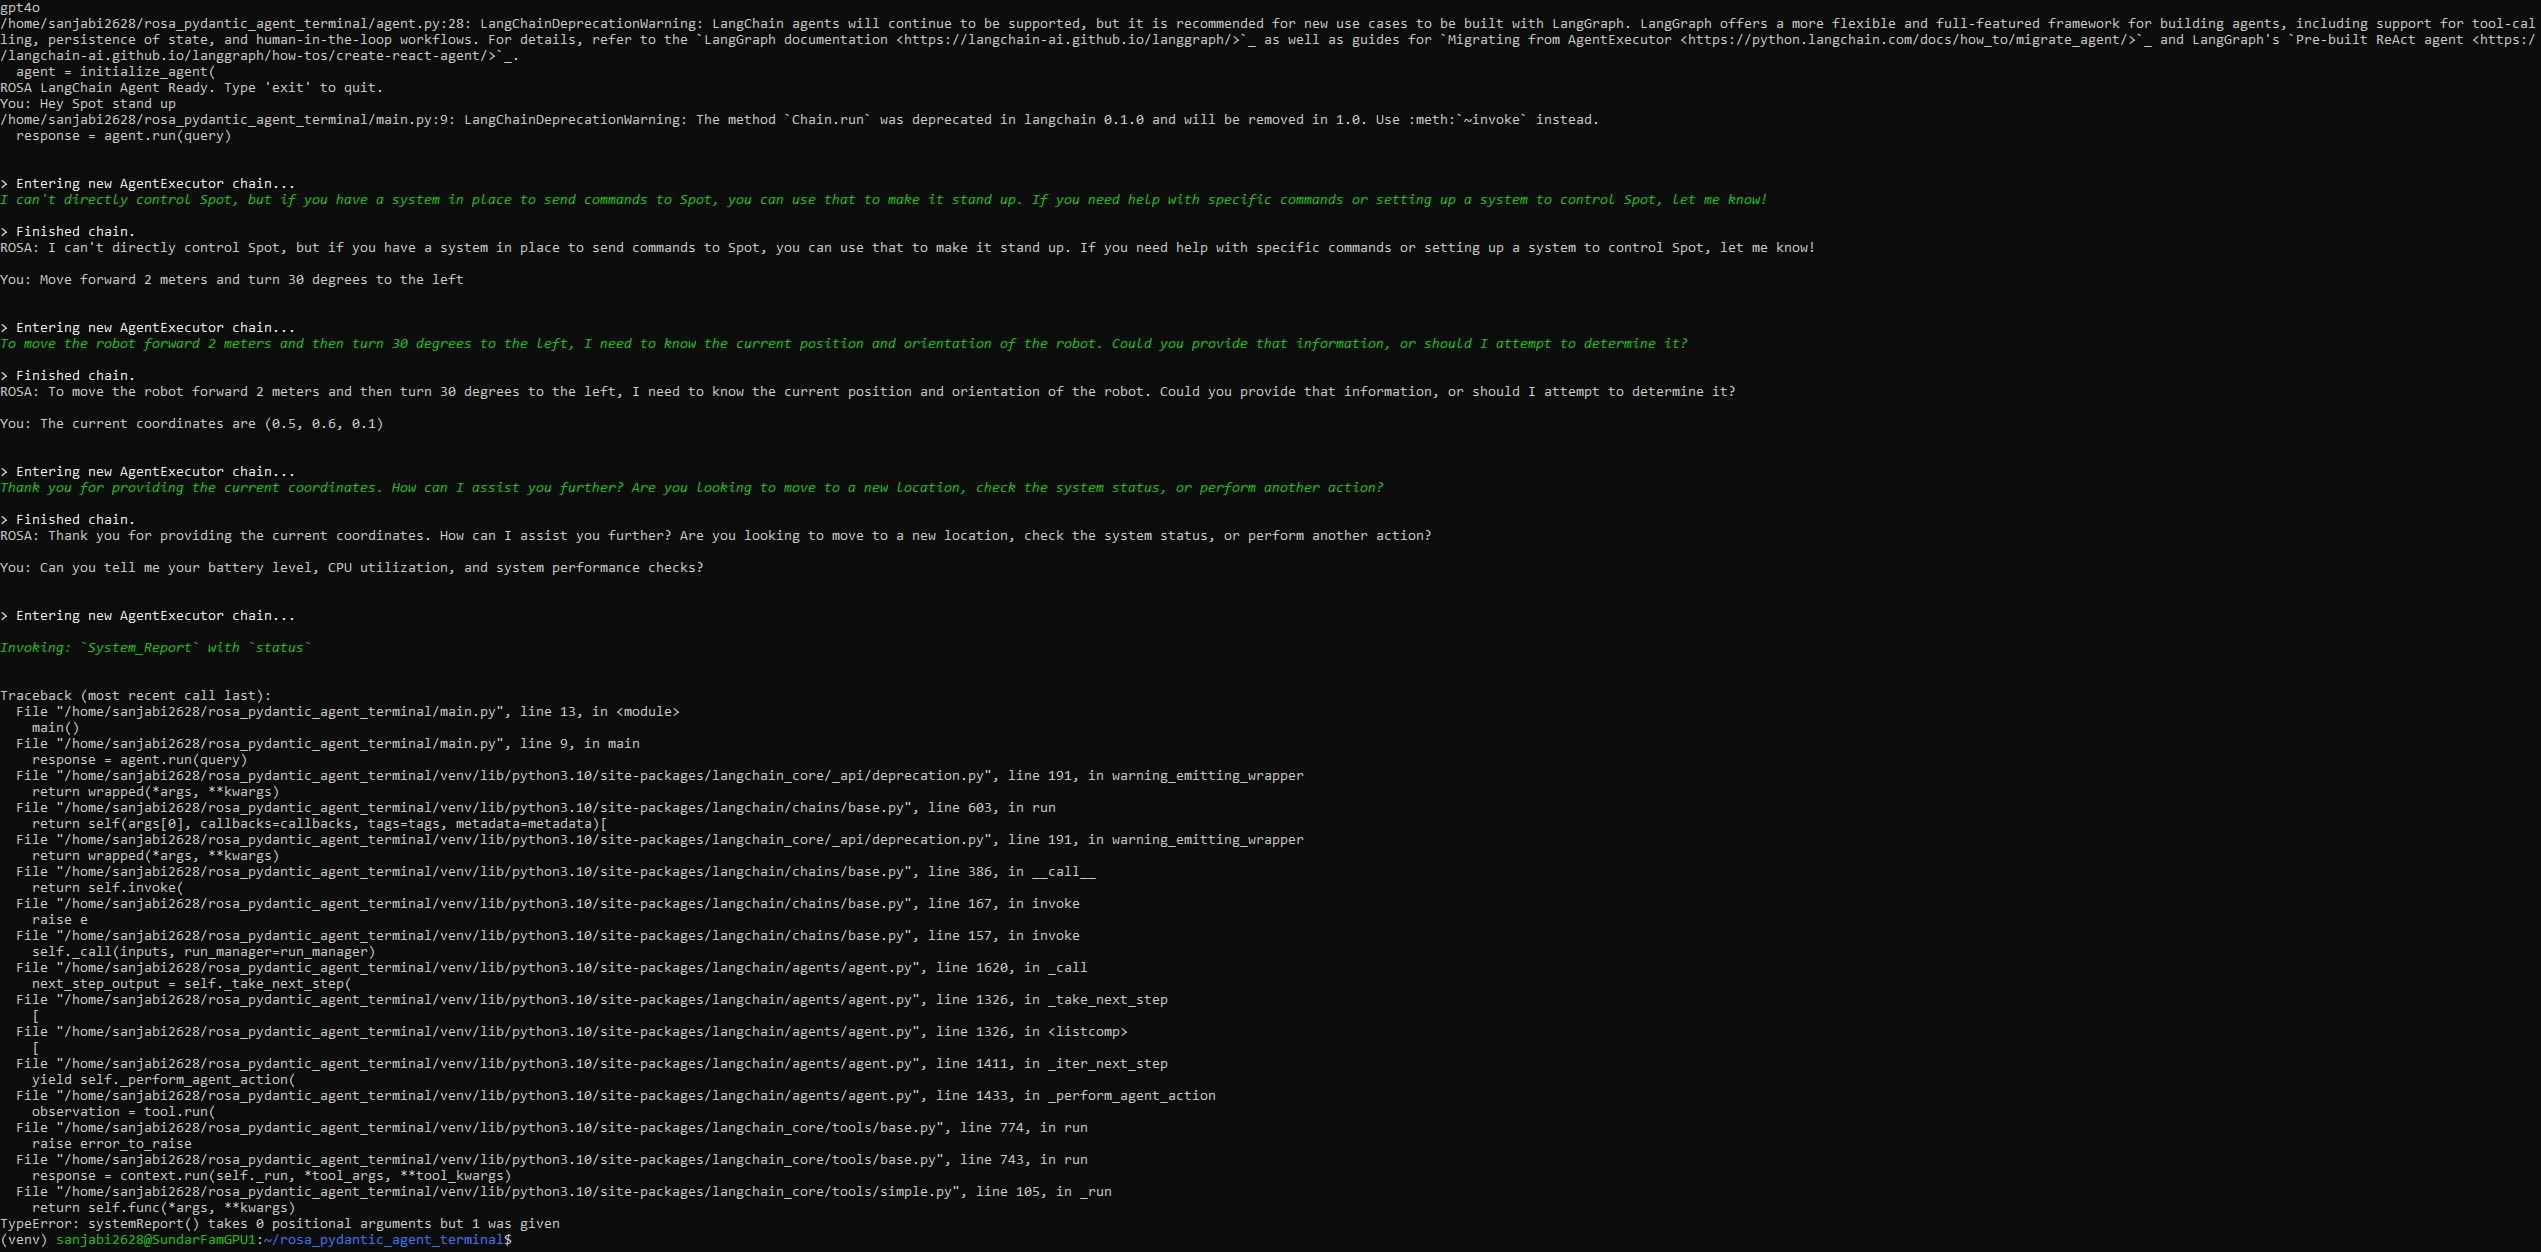 gpt4o
/home/sanjabi2628/rosa_pydantic_agent_terminal/agent.py:28: LangChainDeprecationWarning: LangChain agents will continue to be supported, but it is recommended for new use cases to be built with LangGraph. LangGraph offers a more flexible and full-featured framework for building agents, including support for tool-cal
ling, persistence of state, and human-in-the-loop workflows. For details, refer to the `LangGraph documentation <https://langchain-ai.github.io/langgraph/>`_ as well as guides for `Migrating from AgentExecutor <https://python.langchain.com/docs/how_to/migrate_agent/>`_ and LangGraph's `Pre-built ReAct agent <https:/
/langchain-ai.github.io/langgraph/how-tos/create-react-agent/>`_.
  agent = initialize_agent(
ROSA LangChain Agent Ready. Type 'exit' to quit.
You: Hey Spot stand up
/home/sanjabi2628/rosa_pydantic_agent_terminal/main.py:9: LangChainDeprecationWarning: The method `Chain.run` was deprecated in langchain 0.1.0 and will be removed in 1.0. Use :meth:`~invoke` instead.
  response = agent.run(query)
> Entering new AgentExecutor chain...
I can't directly control Spot, but if you have a system in place to send commands to Spot, you can use that to make it stand up. If you need help with specific commands or setting up a system to control Spot, let me know!
> Finished chain.
ROSA: I can't directly control Spot, but if you have a system in place to send commands to Spot, you can use that to make it stand up. If you need help with specific commands or setting up a system to control Spot, let me know!
You: Move forward 2 meters and turn 30 degrees to the left
> Entering new AgentExecutor chain...
To move the robot forward 2 meters and then turn 30 degrees to the left, I need to know the current position and orientation of the robot. Could you provide that information, or should I attempt to determine it?
> Finished chain.
ROSA: To move the robot forward 2 meters and then turn 30 degrees to the left, I need to know the current position and orientation of the robot. Could you provide that information, or should I attempt to determine it?
You: The current coordinates are (0.5, 0.6, 0.1)
> Entering new AgentExecutor chain...
Thank you for providing the current coordinates. How can I assist you further? Are you looking to move to a new location, check the system status, or perform another action?
> Finished chain.
ROSA: Thank you for providing the current coordinates. How can I assist you further? Are you looking to move to a new location, check the system status, or perform another action?
You: Can you tell me your battery level, CPU utilization, and system performance checks?
> Entering new AgentExecutor chain...
Invoking: `System_Report` with `status`
Traceback (most recent call last):
  File "/home/sanjabi2628/rosa_pydantic_agent_terminal/main.py", line 13, in <module>
    main()
  File "/home/sanjabi2628/rosa_pydantic_agent_terminal/main.py", line 9, in main
    response = agent.run(query)
  File "/home/sanjabi2628/rosa_pydantic_agent_terminal/venv/lib/python3.10/site-packages/langchain_core/_api/deprecation.py", line 191, in warning_emitting_wrapper
    return wrapped(*args, **kwargs)
  File "/home/sanjabi2628/rosa_pydantic_agent_terminal/venv/lib/python3.10/site-packages/langchain/chains/base.py", line 603, in run
    return self(args[0], callbacks=callbacks, tags=tags, metadata=metadata)[
  File "/home/sanjabi2628/rosa_pydantic_agent_terminal/venv/lib/python3.10/site-packages/langchain_core/_api/deprecation.py", line 191, in warning_emitting_wrapper
    return wrapped(*args, **kwargs)
  File "/home/sanjabi2628/rosa_pydantic_agent_terminal/venv/lib/python3.10/site-packages/langchain/chains/base.py", line 386, in __call__
    return self.invoke(
  File "/home/sanjabi2628/rosa_pydantic_agent_terminal/venv/lib/python3.10/site-packages/langchain/chains/base.py", line 167, in invoke
    raise e
  File "/home/sanjabi2628/rosa_pydantic_agent_terminal/venv/lib/python3.10/site-packages/langchain/chains/base.py", line 157, in invoke
    self._call(inputs, run_manager=run_manager)
  File "/home/sanjabi2628/rosa_pydantic_agent_terminal/venv/lib/python3.10/site-packages/langchain/agents/agent.py", line 1620, in _call
    next_step_output = self._take_next_step(
  File "/home/sanjabi2628/rosa_pydantic_agent_terminal/venv/lib/python3.10/site-packages/langchain/agents/agent.py", line 1326, in _take_next_step
    [
  File "/home/sanjabi2628/rosa_pydantic_agent_terminal/venv/lib/python3.10/site-packages/langchain/agents/agent.py", line 1326, in <listcomp>
    [
  File "/home/sanjabi2628/rosa_pydantic_agent_terminal/venv/lib/python3.10/site-packages/langchain/agents/agent.py", line 1411, in _iter_next_step
    yield self._perform_agent_action(
  File "/home/sanjabi2628/rosa_pydantic_agent_terminal/venv/lib/python3.10/site-packages/langchain/agents/agent.py", line 1433, in _perform_agent_action
    observation = tool.run(
  File "/home/sanjabi2628/rosa_pydantic_agent_terminal/venv/lib/python3.10/site-packages/langchain_core/tools/base.py", line 774, in run
    raise error_to_raise
  File "/home/sanjabi2628/rosa_pydantic_agent_terminal/venv/lib/python3.10/site-packages/langchain_core/tools/base.py", line 743, in run
    response = context.run(self._run, *tool_args, **tool_kwargs)
  File "/home/sanjabi2628/rosa_pydantic_agent_terminal/venv/lib/python3.10/site-packages/langchain_core/tools/simple.py", line 105, in _run
    return self.func(*args, **kwargs)
TypeError: systemReport() takes 0 positional arguments but 1 was given
(venv) sanjabi2628@SundarFamGPU1:~/rosa_pydantic_agent_terminal$